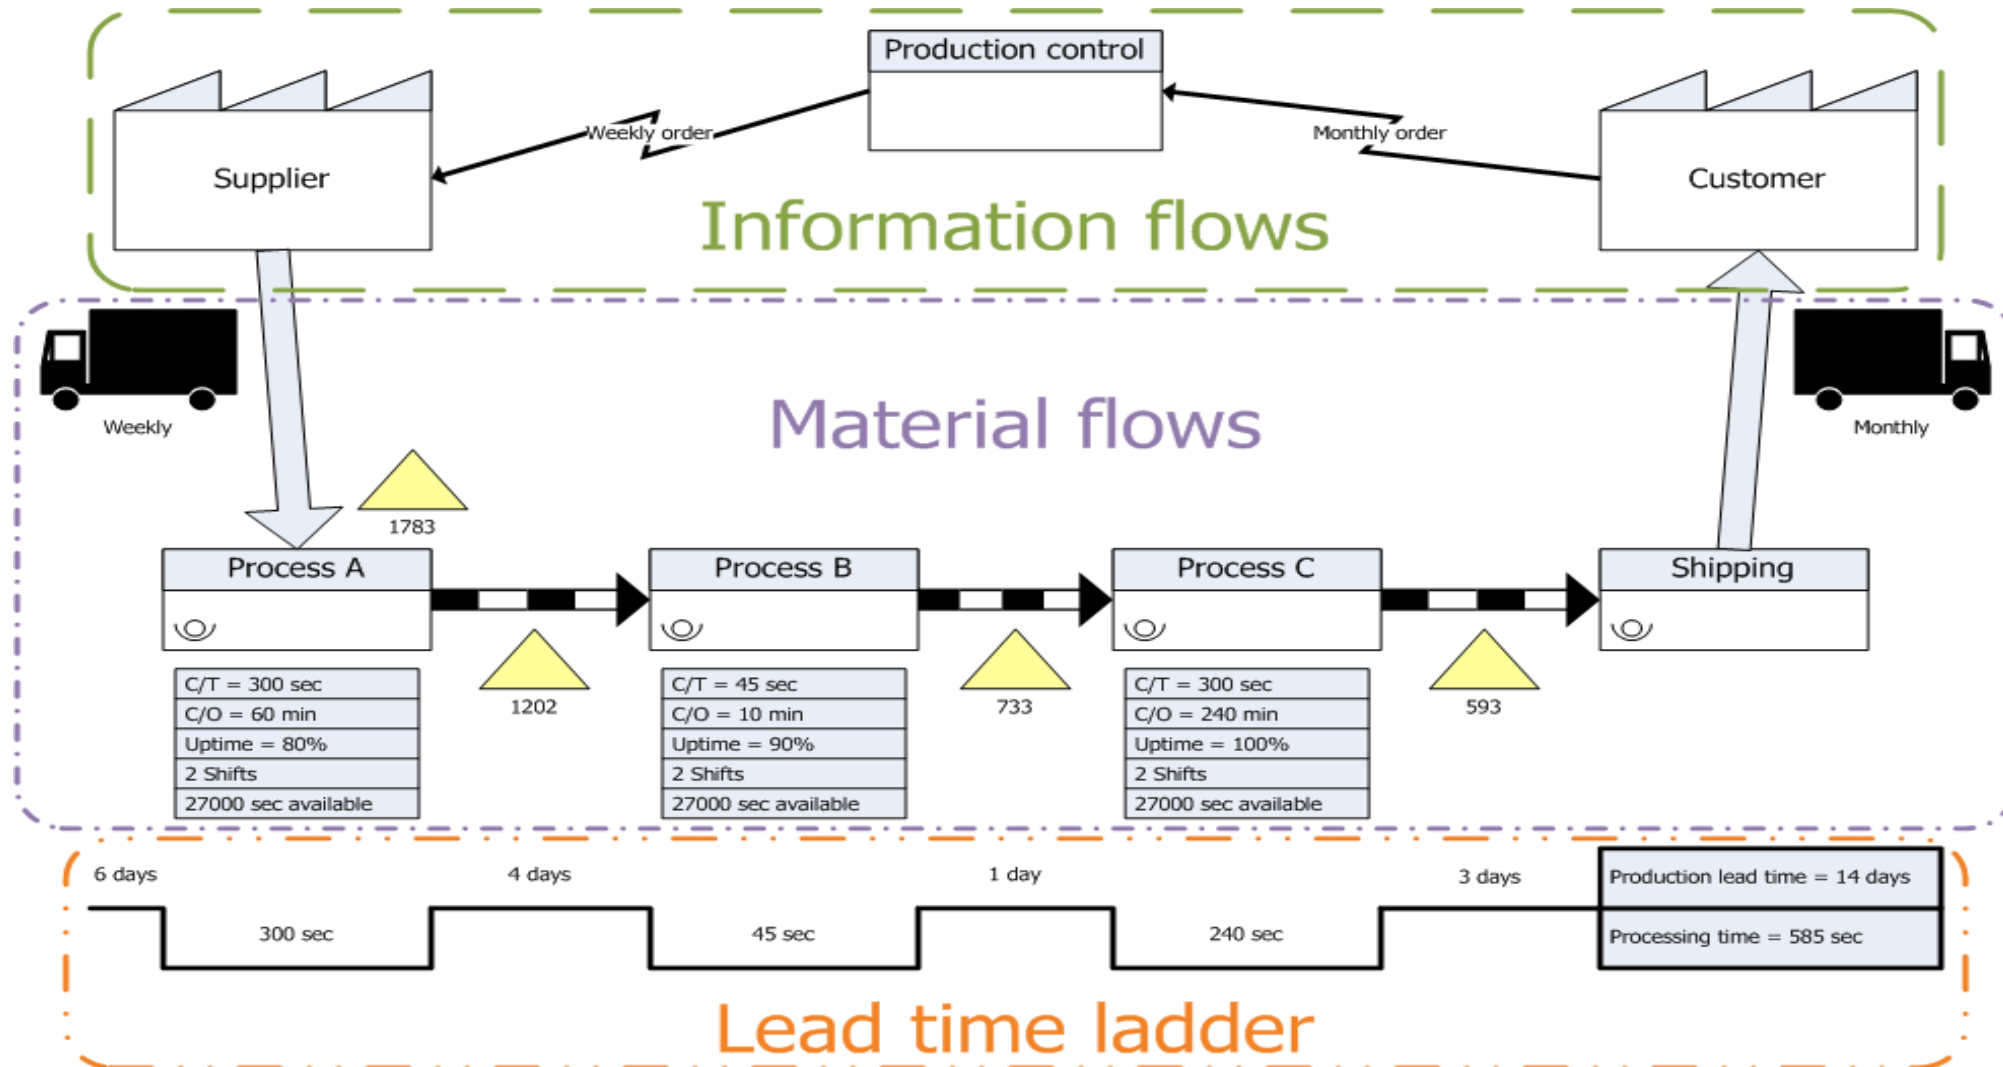 Production control
Weekly order
Monthly order
Supplier
Customer
Information flows
Weekly
Monthly
Material flows
1783
Process A
Process B
Process C
Shipping
1202
733
593
C/T = 300 sec
C/O = 60 min
Uptime = 80%
2 Shifts
27000 sec available
C/T = 45 sec
C/O = 10 min
Uptime = 90%
2 Shifts
27000 sec available
C/T = 300 sec
C/O = 240 min
Uptime = 100%
2 Shifts
27000 sec available
6 days
4 days
1 day
3 days
Production lead time = 14 days
300 sec
45 sec
240 sec
Processing time = 585 sec
Lead time ladder